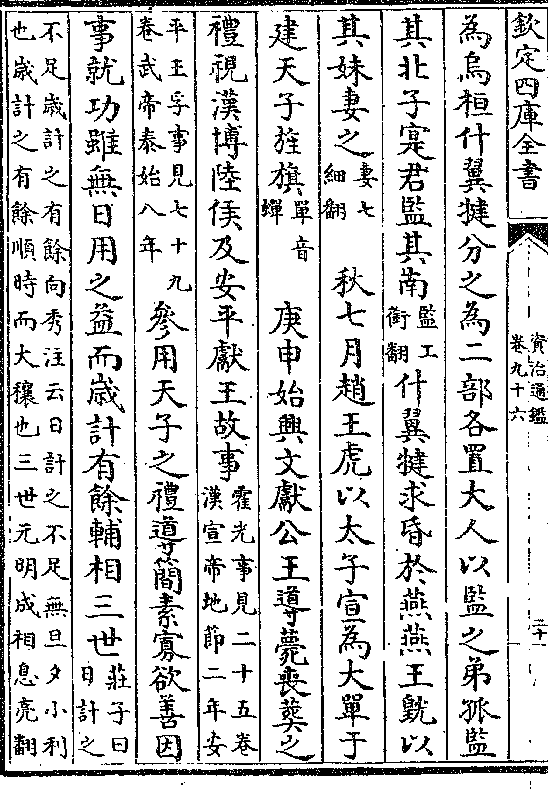 欽定四庫全書
資治通鑑
卷九十六
二十一
為烏桓什翼犍分之為二部各置大人以監之弟孤監
其北子寔君監其南監工銜翻什翼犍求昏於燕燕王皝以
其妹妻之妻七細翻秋七月趙王虎以太子宣為大單于
建天子旌旗單音蟬庚申始興文獻公王導薨喪葬之
禮視漢博陸侯及安平獻王故事霍光事見二十五卷漢宣帝地節二年安
平王孚事見七十九卷武帝泰始八年參用天子之禮導簡素寡欲善因
事就功雖無日用之益而歲計有餘輔相三世莊子曰日計之
不足歲計之有餘向秀注云日計之不足無旦夕小利
也歲計之有餘順時而大穰也三世元明成相息亮翻